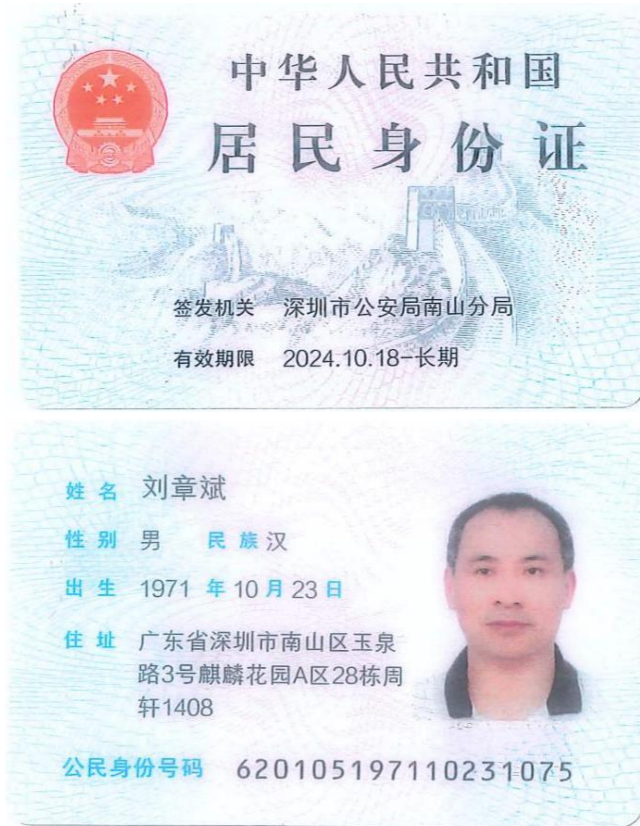 中华人民共和国
居民身份证
签发机关 深圳市公安局南山分局
有效期限 2024.10.18-长期
姓名 刘章斌
性别 男 民族 汉
出生 1971 年 10 月 23 日
住址 广东省深圳市南山区玉泉
路3号麒麟花园A区28栋周
轩1408
公民身份号码 620105197110231075